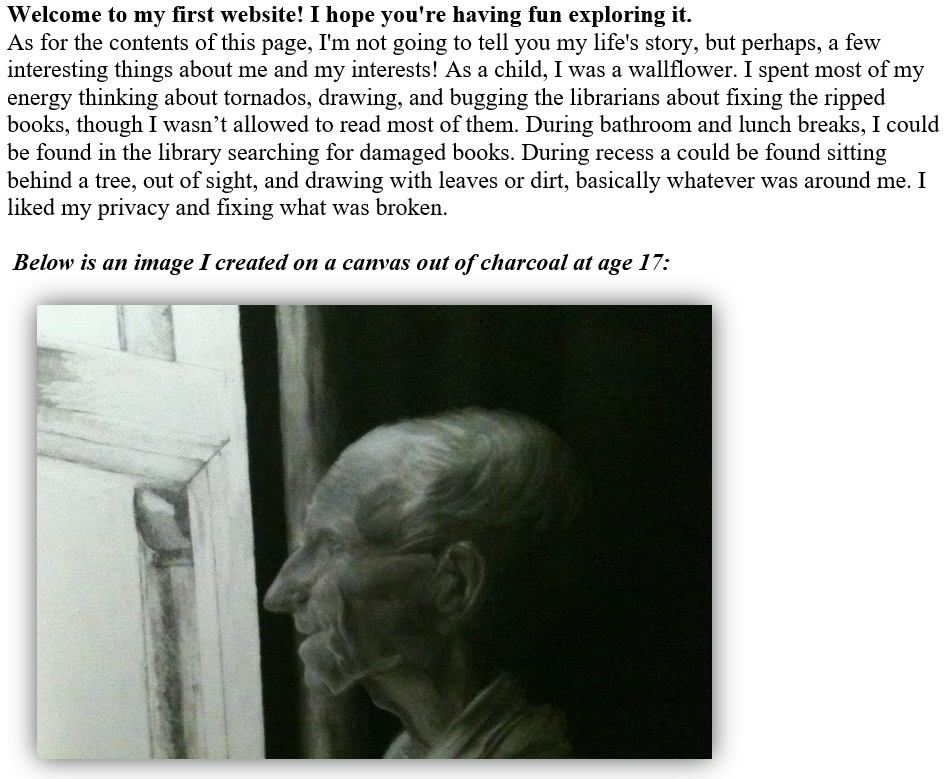 Welcome to my first website! I hope you're having fun exploring it.
As for the contents of this page, I'm not going to tell you my life's story, but perhaps, a few
interesting things about me and my interests! As a child, I was a wallflower. I spent most of my
energy thinking about tornados, drawing, and bugging the librarians about fixing the ripped
books, though I wasn’t allowed to read most of them. During bathroom and lunch breaks, I could
be found in the library searching for damaged books. During recess a could be found sitting
behind a tree, out of sight, and drawing with leaves or dirt, basically whatever was around me. I
liked my privacy and fixing what was broken.
Below is an image I created on a canvas out of charcoal at age 17: